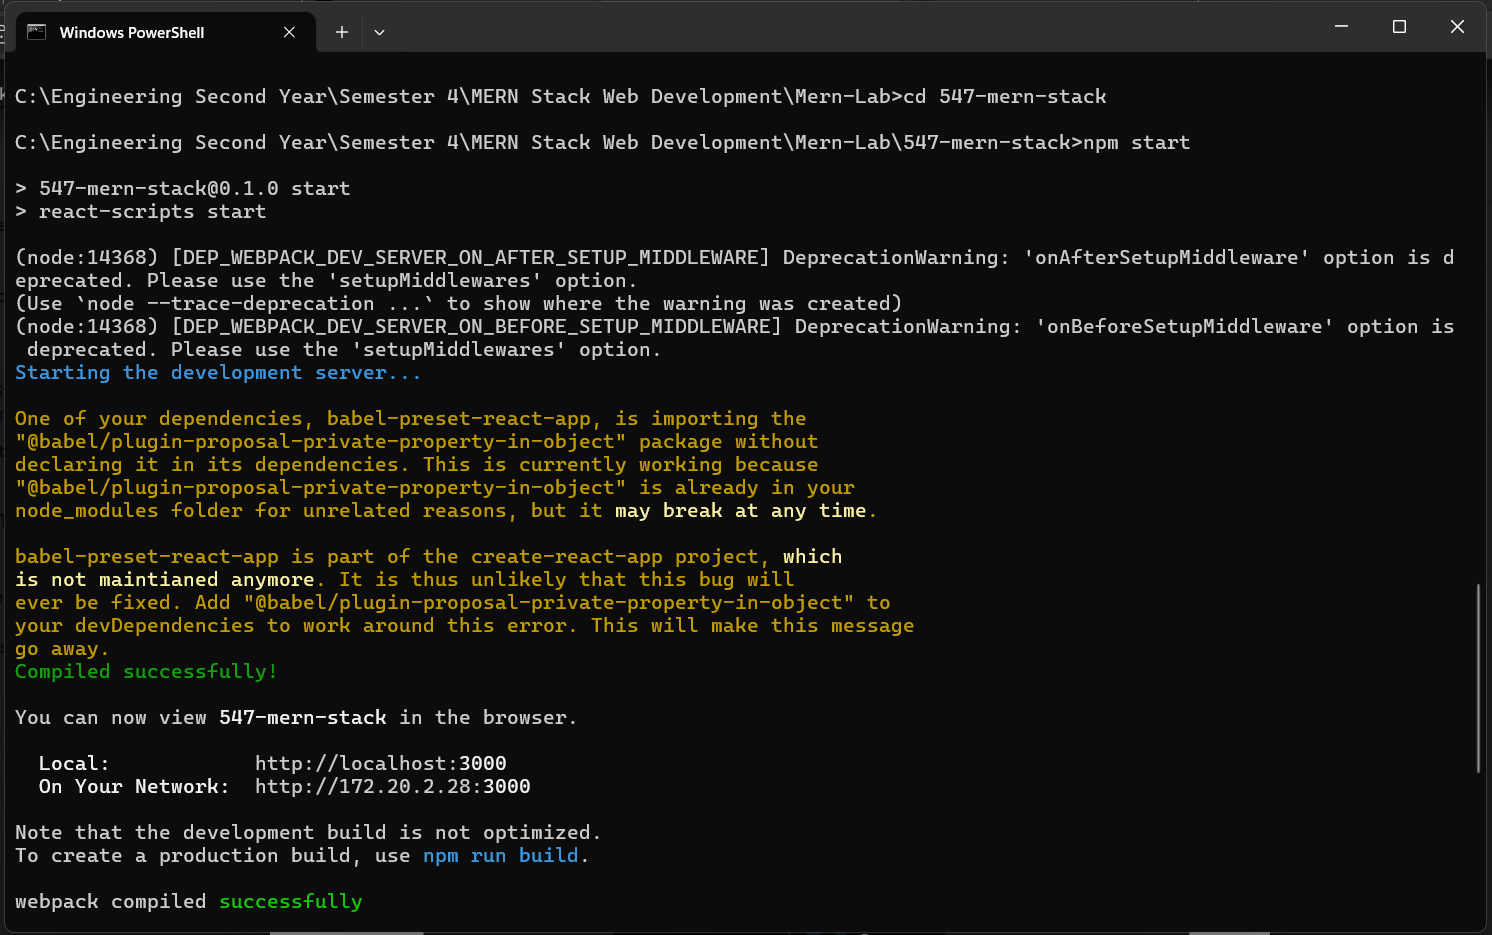 Windows PowerShell
C:\Engineering Second Year\Semester 4\MERN Stack Web Development\Mern-Lab>cd 547-mern-stack
C:\Engineering Second Year\Semester 4\MERN Stack Web Development\Mern-Lab\547-mern-stack>npm start
> 547-mern-stack@0.1.0 start
> react-scripts start
(node:14368) [DEP_WEBPACK_DEV_SERVER_ON_AFTER_SETUP_MIDDLEWARE] DeprecationWarning: 'onAfterSetupMiddleware' option is d
eprecated. Please use the 'setupMiddlewares' option.
(Use `node --trace-deprecation ...` to show where the warning was created)
(node:14368) [DEP_WEBPACK_DEV_SERVER_ON_BEFORE_SETUP_MIDDLEWARE] DeprecationWarning: 'onBeforeSetupMiddleware' option is
 deprecated. Please use the 'setupMiddlewares' option.
Starting the development server...
One of your dependencies, babel-preset-react-app, is importing the
"@babel/plugin-proposal-private-property-in-object" package without
declaring it in its dependencies. This is currently working because
"@babel/plugin-proposal-private-property-in-object" is already in your
node_modules folder for unrelated reasons, but it may break at any time.
babel-preset-react-app is part of the create-react-app project, which
is not maintianed anymore. It is thus unlikely that this bug will
ever be fixed. Add "@babel/plugin-proposal-private-property-in-object" to
your devDependencies to work around this error. This will make this message
go away.
Compiled successfully!
You can now view 547-mern-stack in the browser.
Local: http://localhost:3000
On Your Network: http://172.20.2.28:3000
Note that the development build is not optimized.
To create a production build, use npm run build.
webpack compiled successfully